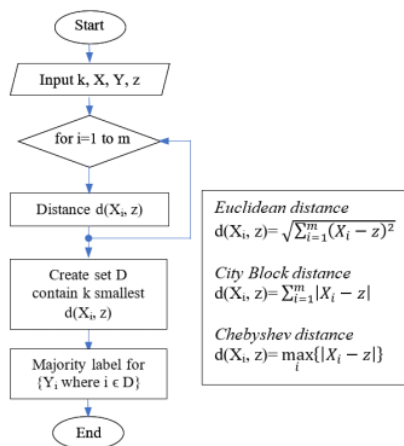 Start
Input k, X, Y, z
for i=1 to m
Distance d(Xᵢ, z)
Create set D
contain k smallest
d(Xᵢ, z)
Majority label for
{Yᵢ where i ϵ D}
End
Euclidean distance
d(Xᵢ, z)= √∑ᵢ₌₁ᵐ(Xᵢ − z)²
City Block distance
d(Xᵢ, z)= ∑ᵢ₌₁ᵐ|Xᵢ − z|
Chebyshev distance
d(Xᵢ, z)= max{|Xᵢ − z|}
i